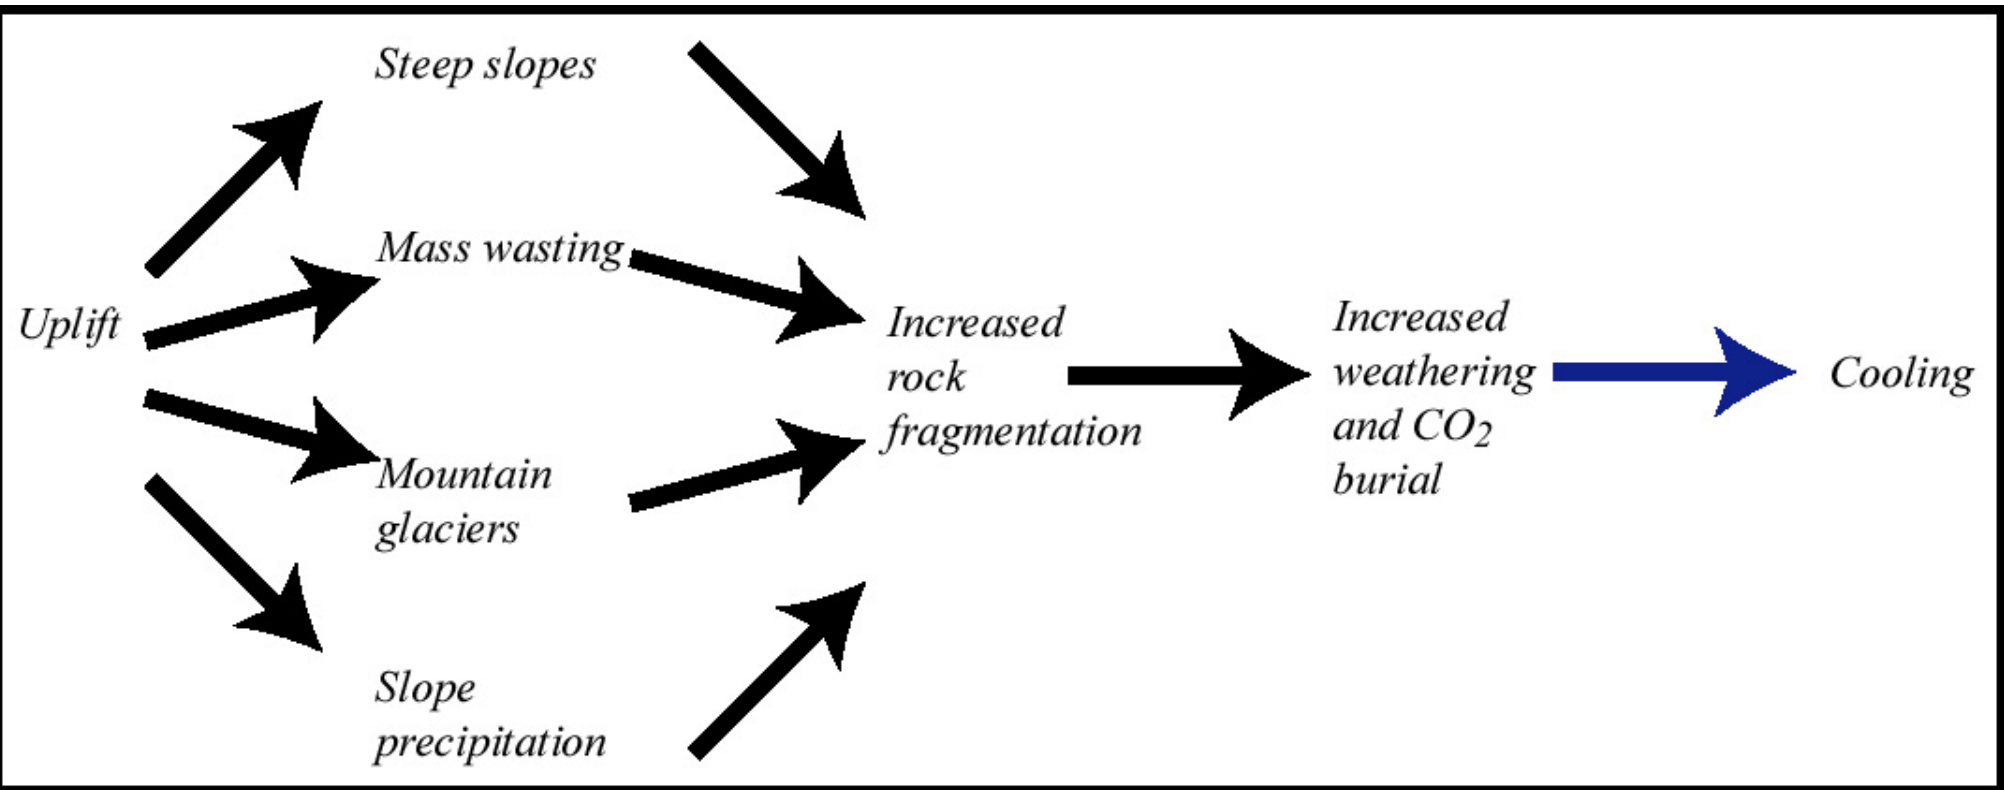 Steep slopes
Mass wasting
Uplift
Mountain
glaciers
Slope
precipitation
Increased
rock
fragmentation
Increased
weathering
and CO₂
burial
Cooling